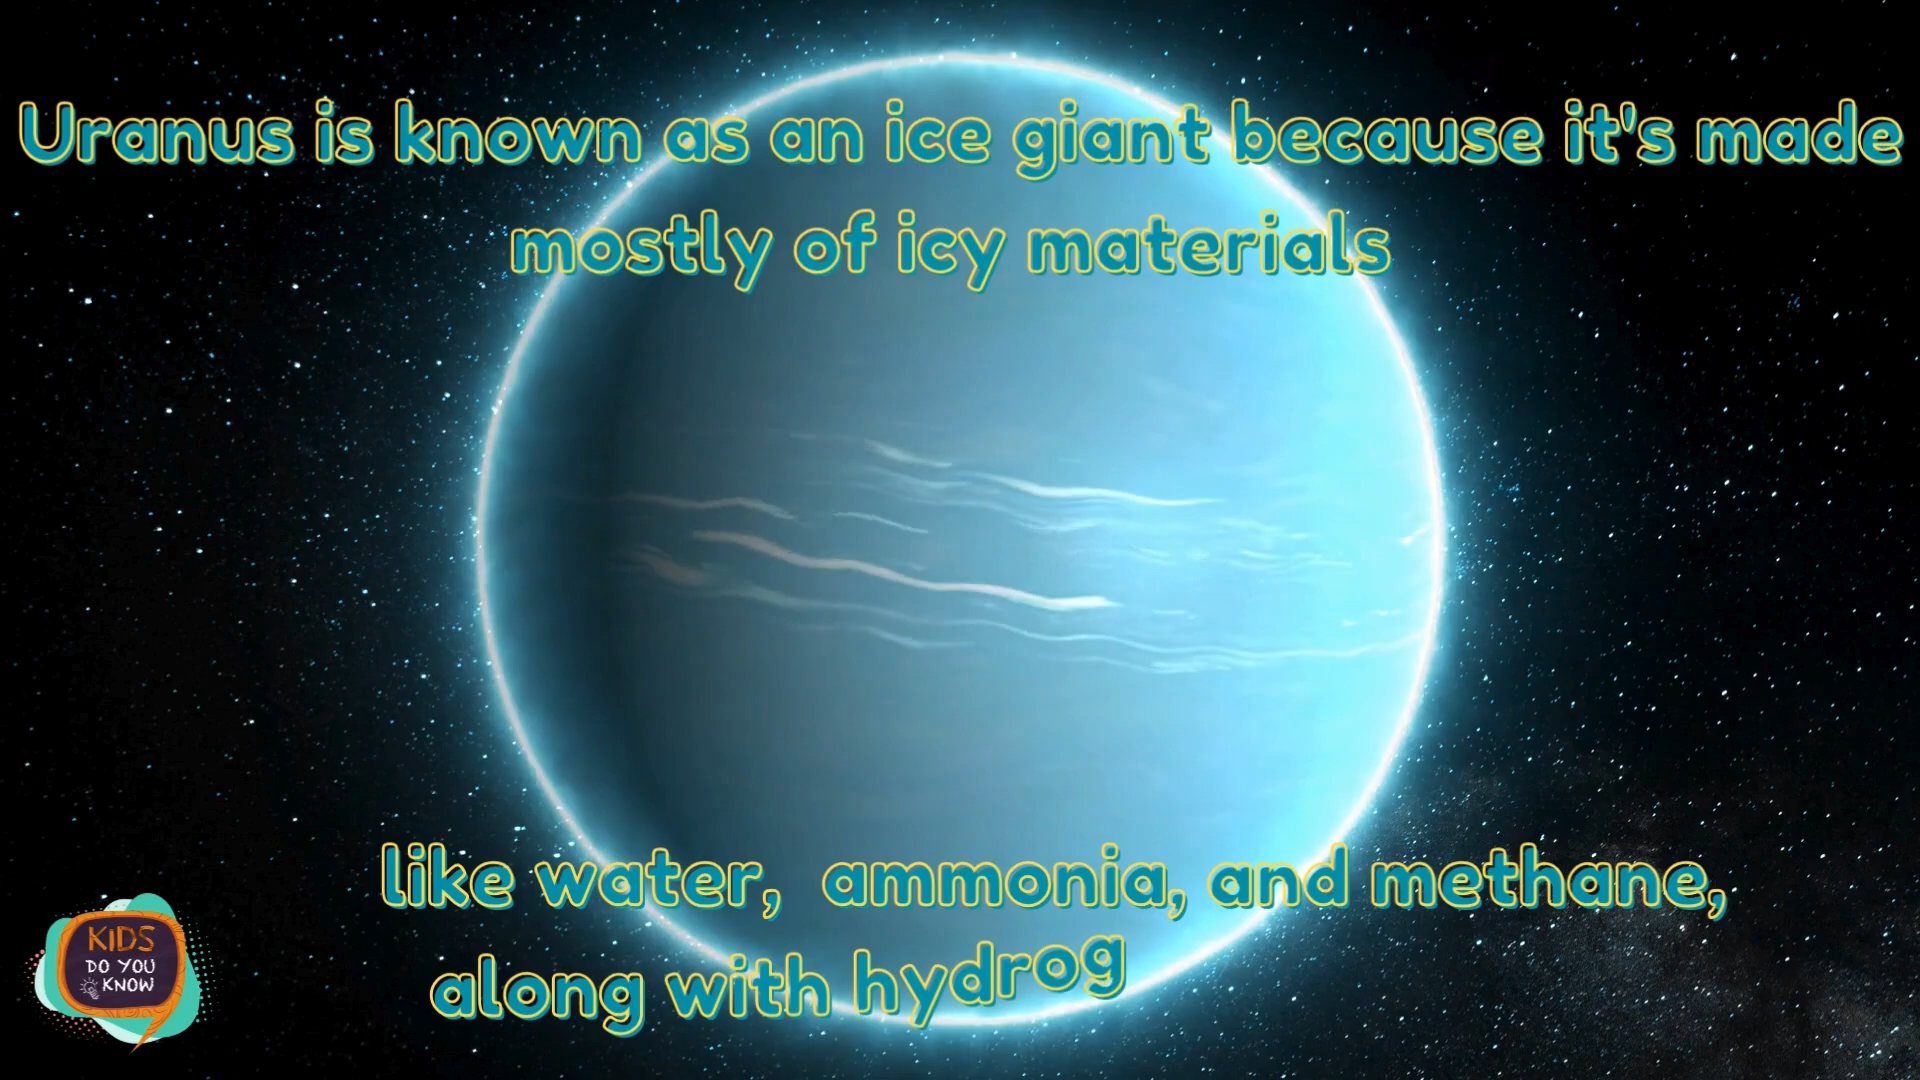 Uranus is known as an ice giant because it's made
mostly of icy materials
like water, ammonia, and methane,
along with hydrog
KIDS
DO YOU
KNOW